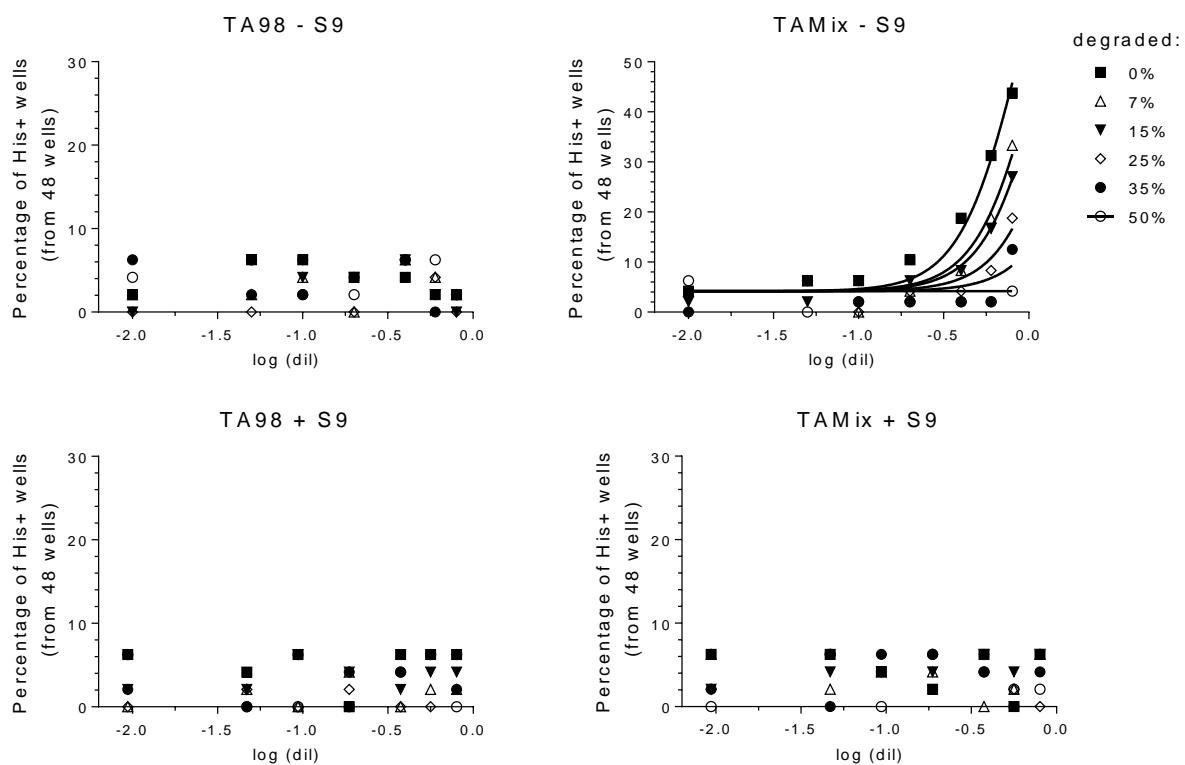 TA98 - S9
Percentage of His+ wells
(from 48 wells)
30
20
10
0
-2.0 -1.5 -1.0 -0.5 0.0
log (dil)
TAMix - S9
Percentage of His+ wells
(from 48 wells)
50
40
30
20
10
0
-2.0 -1.5 -1.0 -0.5 0.0
log (dil)
degraded:
0%
7%
15%
25%
35%
50%
TA98 + S9
Percentage of His+ wells
(from 48 wells)
30
20
10
0
-2.0 -1.5 -1.0 -0.5 0.0
log (dil)
TAMix + S9
Percentage of His+ wells
(from 48 wells)
30
20
10
0
-2.0 -1.5 -1.0 -0.5 0.0
log (dil)